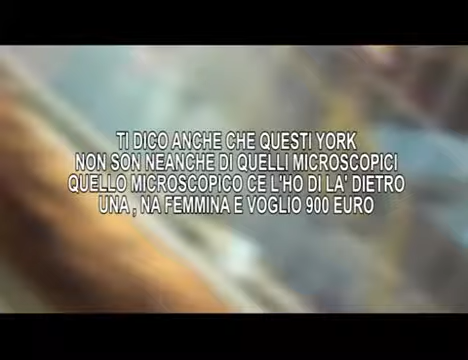 TI DICO ANCHE CHE QUESTI YORK
NON SON NEANCHE DI QUELLI MICROSCOPICI
QUELLO MICROSCOPICO CE L'HO DI LA' DIETRO
UNA , NA FEMMINA E VOGLIO 900 EURO